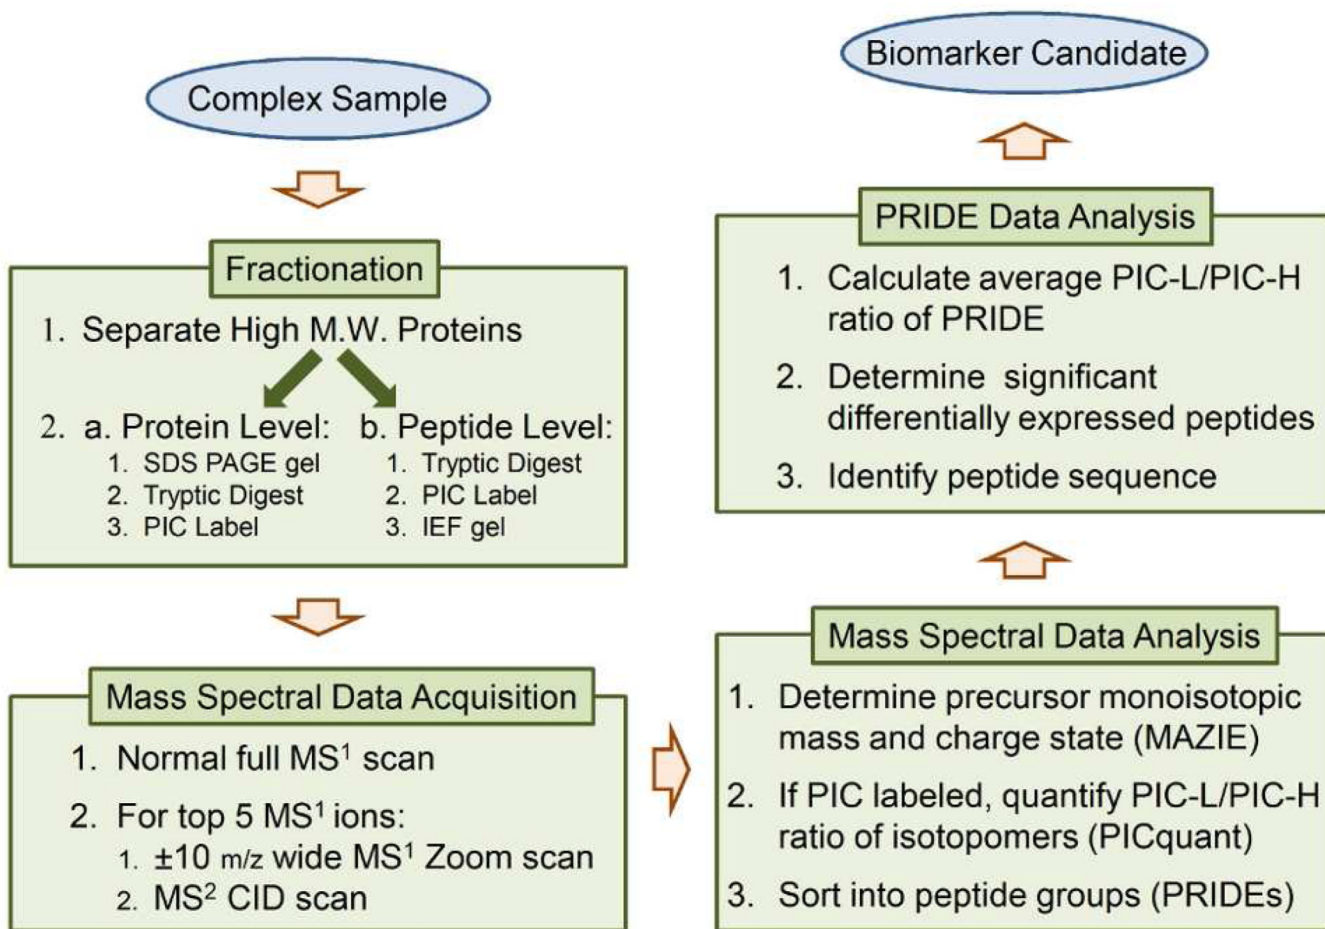 Complex Sample
Fractionation
1. Separate High M.W. Proteins
2. a. Protein Level:
1. SDS PAGE gel
2. Tryptic Digest
3. PIC Label
b. Peptide Level:
1. Tryptic Digest
2. PIC Label
3. IEF gel
Mass Spectral Data Acquisition
1. Normal full MS¹ scan
2. For top 5 MS¹ ions:
1. ±10 m/z wide MS¹ Zoom scan
2. MS² CID scan
Mass Spectral Data Analysis
1. Determine precursor monoisotopic
mass and charge state (MAZIE)
2. If PIC labeled, quantify PIC-L/PIC-H
ratio of isotopomers (PICquant)
3. Sort into peptide groups (PRIDEs)
PRIDE Data Analysis
1. Calculate average PIC-L/PIC-H
ratio of PRIDE
2. Determine significant
differentially expressed peptides
3. Identify peptide sequence
Biomarker Candidate